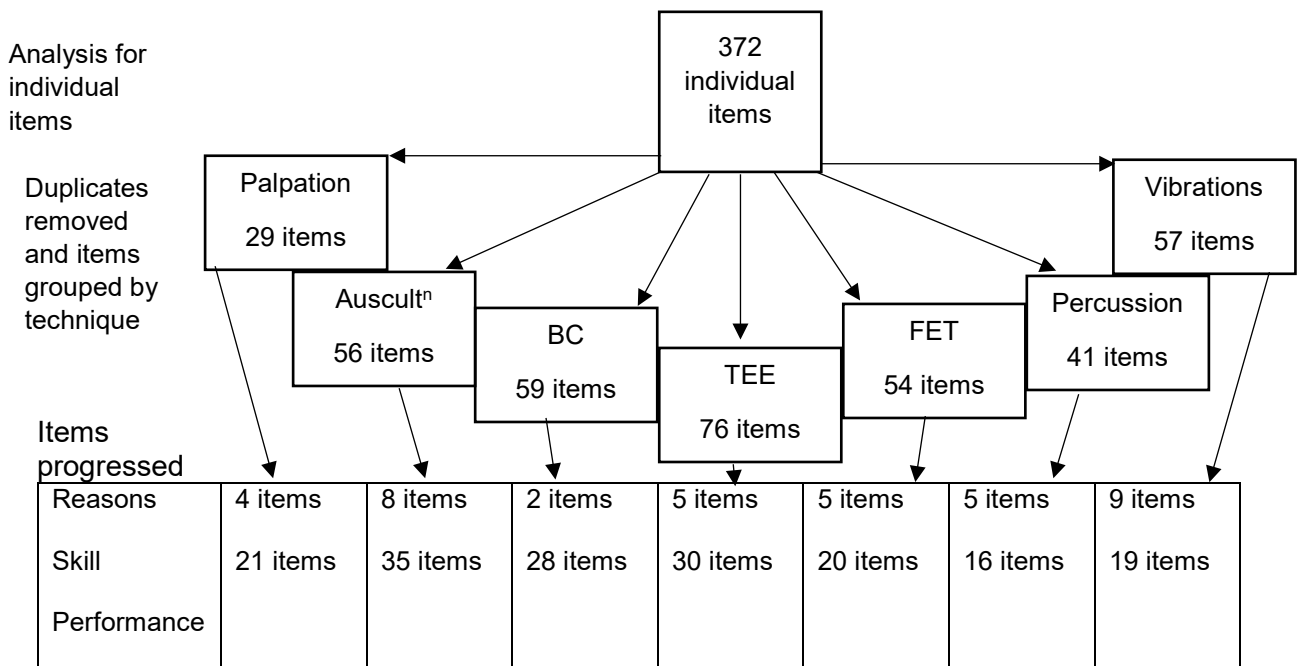 372
individual
items
Analysis for
individual
items
Duplicates
removed
and items
grouped by
technique
Palpation
29 items
Auscultⁿ
56 items
BC
59 items
TEE
76 items
FET
54 items
Percussion
41 items
Vibrations
57 items
Items
progressed
Reasons 4 items 8 items 2 items 5 items 5 items 5 items 9 items
Skill 21 items 35 items 28 items 30 items 20 items 16 items 19 items
Performance